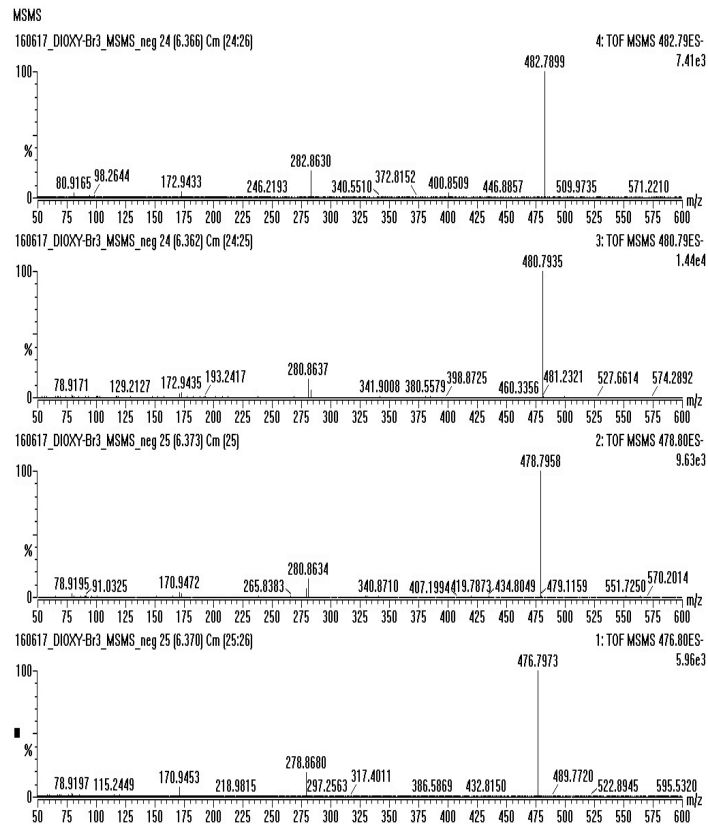 MSMS
160617_DIOXY-Br3_MSMS_neg 24 (6.366) Cm (24:26) 4: TOF MSMS 482.79ES-
7.41e3
100
482.7899
%
282.8630
80.9165 98.2644 172.9433 246.2193 340.5510 372.8152 400.8509 446.8857 509.9735 571.2210
0
50 75 100 125 150 175 200 225 250 275 300 325 350 375 400 425 450 475 500 525 550 575 600 m/z
160617_DIOXY-Br3_MSMS_neg 24 (6.362) Cm (24:25) 3: TOF MSMS 480.79ES-
1.44e4
100
480.7935
%
280.8637
78.9171 129.2127 172.9435 193.2417 341.9008 380.5579 398.8725 460.3356 481.2321 527.6614 574.2892
0
50 75 100 125 150 175 200 225 250 275 300 325 350 375 400 425 450 475 500 525 550 575 600 m/z
160617_DIOXY-Br3_MSMS_neg 25 (6.373) Cm (25) 2: TOF MSMS 478.80ES-
9.63e3
100
478.7958
%
280.8634
78.9195 91.0325 170.9472 265.8383 340.8710 407.1994 419.7873 434.8049 479.1159 551.7250 570.2014
0
50 75 100 125 150 175 200 225 250 275 300 325 350 375 400 425 450 475 500 525 550 575 600 m/z
160617_DIOXY-Br3_MSMS_neg 25 (6.370) Cm (25:26) 1: TOF MSMS 476.80ES-
5.96e3
100
476.7973
%
278.8680
78.9197 115.2449 170.9453 218.9815 297.2563 317.4011 386.5869 432.8150 489.7720 522.8945 595.5320
0
50 75 100 125 150 175 200 225 250 275 300 325 350 375 400 425 450 475 500 525 550 575 600 m/z